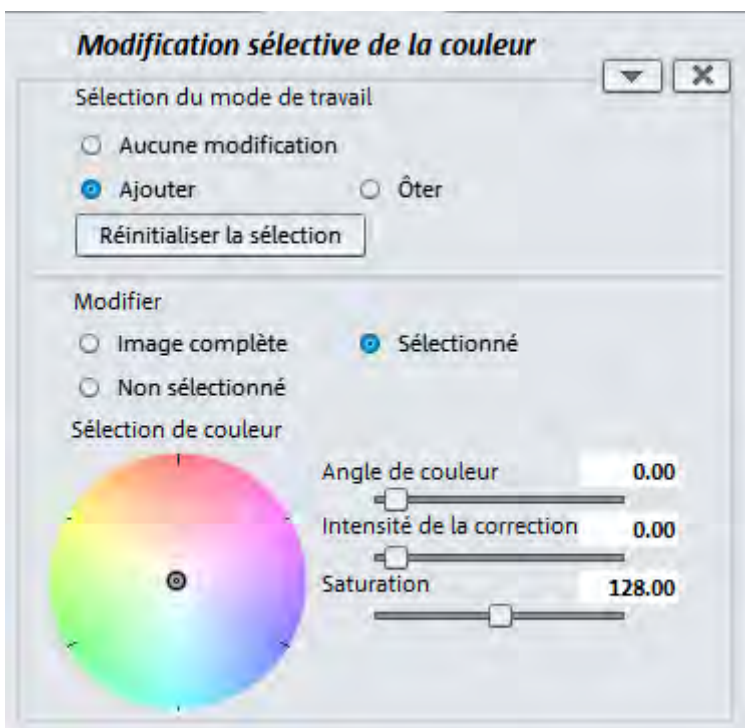 Modification sélective de la couleur
Sélection du mode de travail
Aucune modification
Ajouter Ôter
Réinitialiser la sélection
Modifier
Image complète Sélectionné
Non sélectionné
Sélection de couleur
Angle de couleur 0.00
Intensité de la correction 0.00
Saturation 128.00